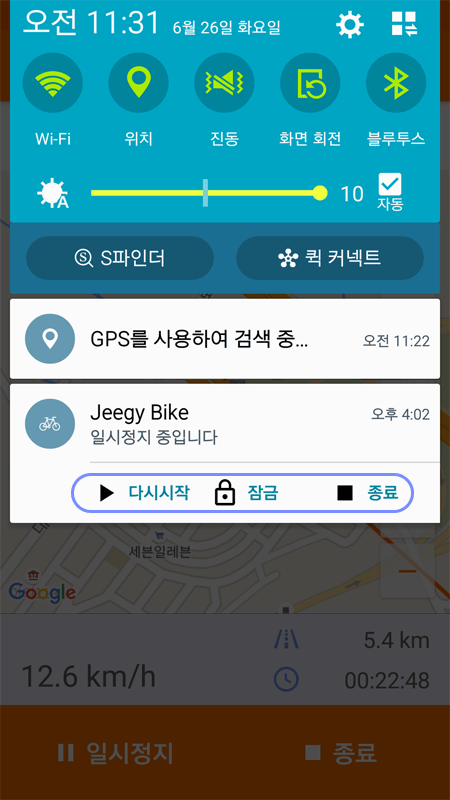 오전 11:31 6월 26일 화요일
Wi-Fi 위치 진동 화면 회전 블루투스
A 10 자동
S파인더 퀵 커넥트
GPS를 사용하여 검색 중... 오전 11:22
Jeegy Bike 오후 4:02
일시정지 중입니다
다시시작 잠금 종료
세븐일레븐
Google
5.4 km
12.6 km/h 00:22:48
일시정지 종료